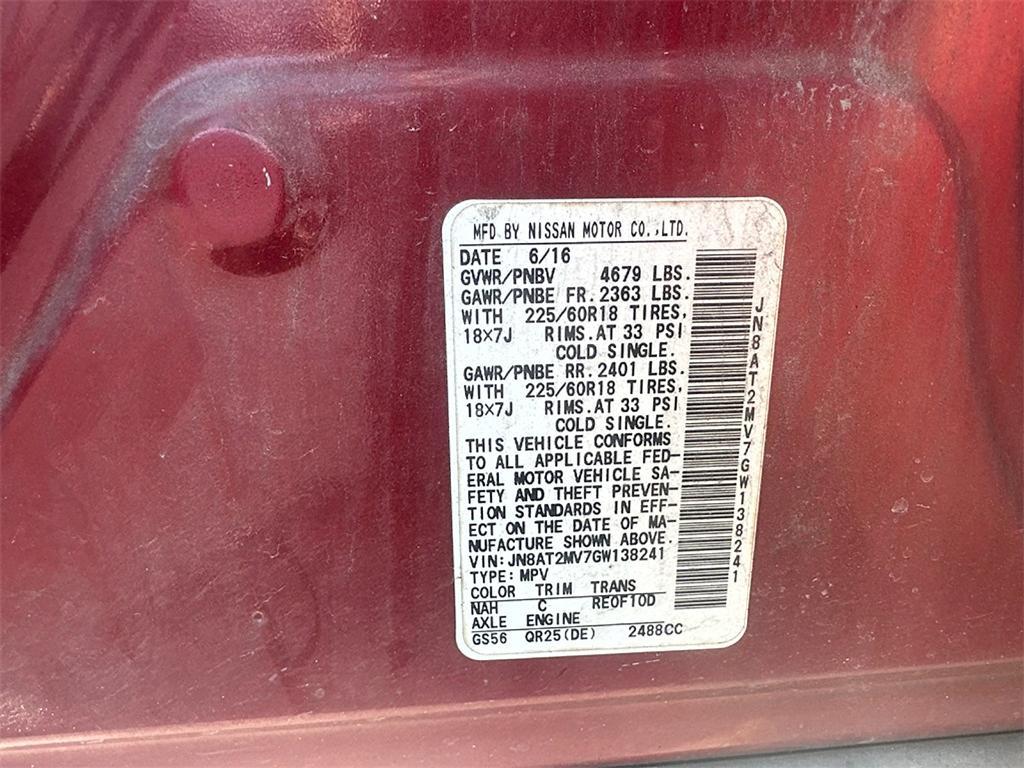 MFD BY NISSAN MOTOR CO.,LTD.
DATE 6/16
GVWR/PNBV 4679 LBS.
GAWR/PNBE FR.2363 LBS.
WITH 225/60R18 TIRES,
18×7J RIMS.AT 33 PSI
COLD SINGLE.
GAWR/PNBE RR.2401 LBS.
WITH 225/60R18 TIRES,
18×7J RIMS.AT 33 PSI
COLD SINGLE.
THIS VEHICLE CONFORMS
TO ALL APPLICABLE FED-
ERAL MOTOR VEHICLE SA-
FETY AND THEFT PREVEN-
TION STANDARDS IN EFF-
ECT ON THE DATE OF MA-
NUFACTURE SHOWN ABOVE.
VIN:JN8AT2MV7GW138241
TYPE:MPV
COLOR TRIM TRANS
NAH C RE0F10D
AXLE ENGINE
GS56 QR25(DE) 2488CC
JN8AT2MV7GW138241